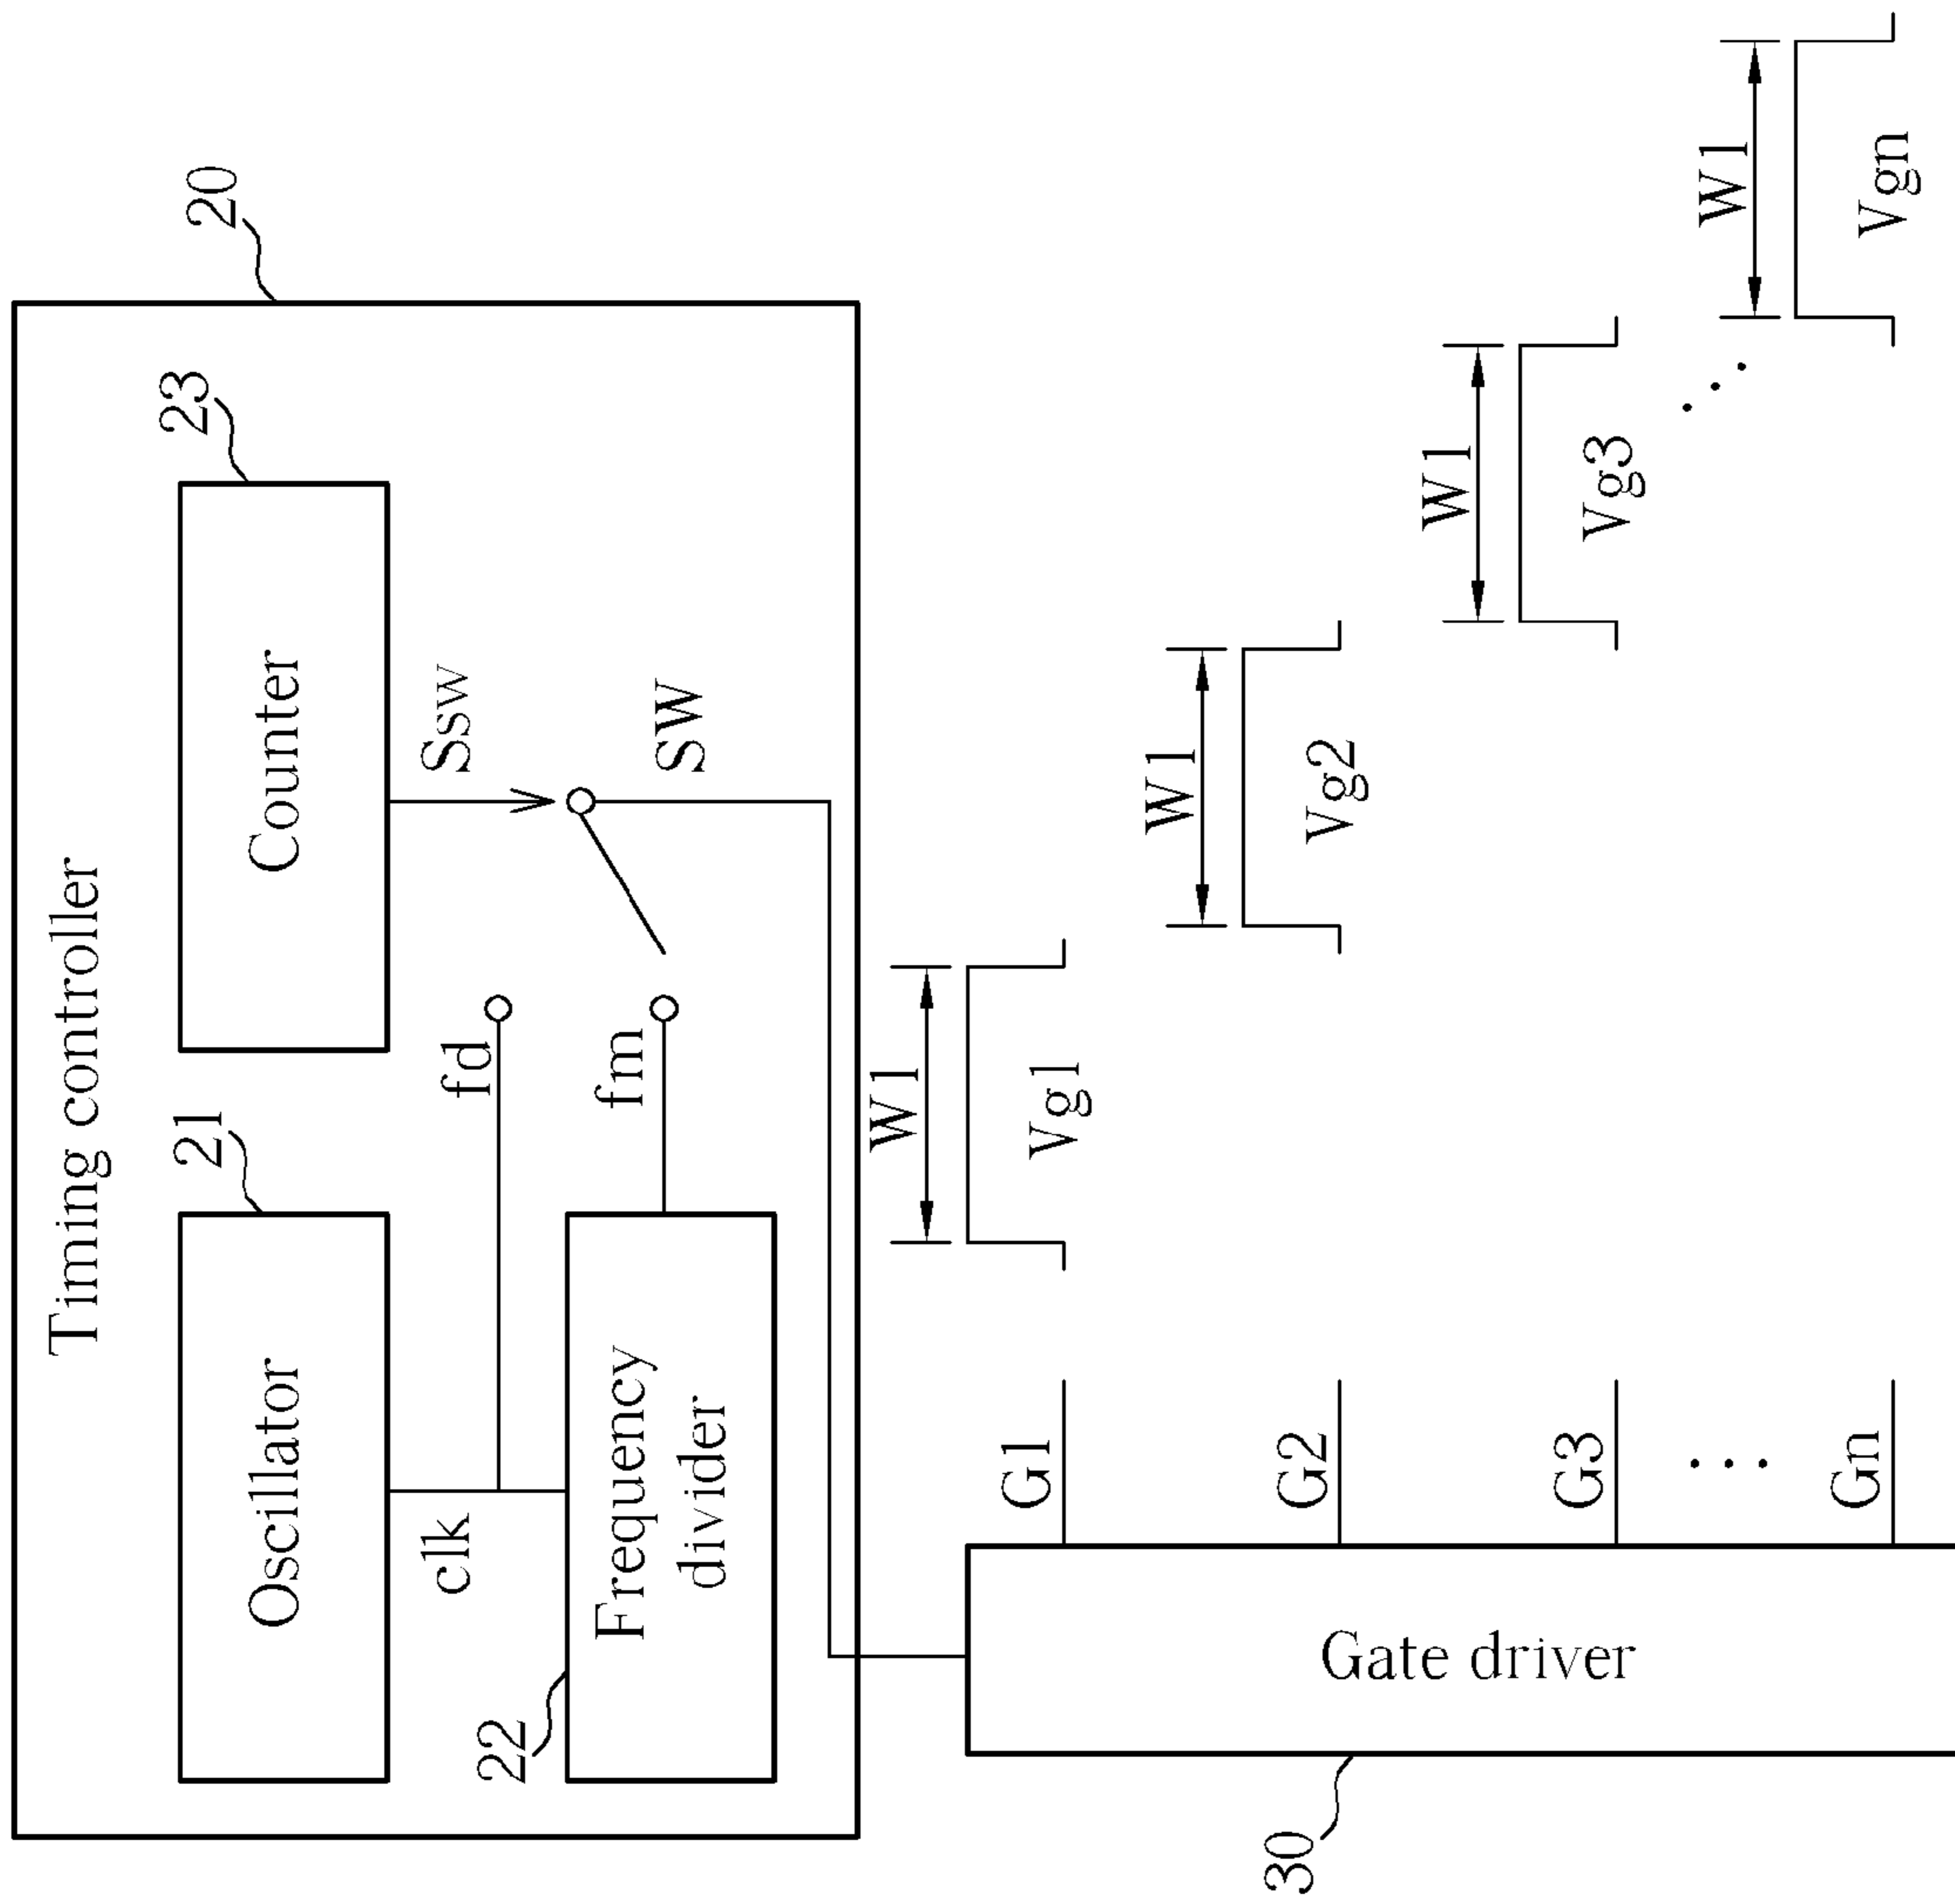 Timing controller
20
Oscillator
21
Counter
23
clk
fd
Ssw
Frequency
divider
22
fm
SW
Gate driver
30
G1
G2
G3
Gn
W1
Vg1
W1
Vg2
W1
Vg3
W1
Vgn